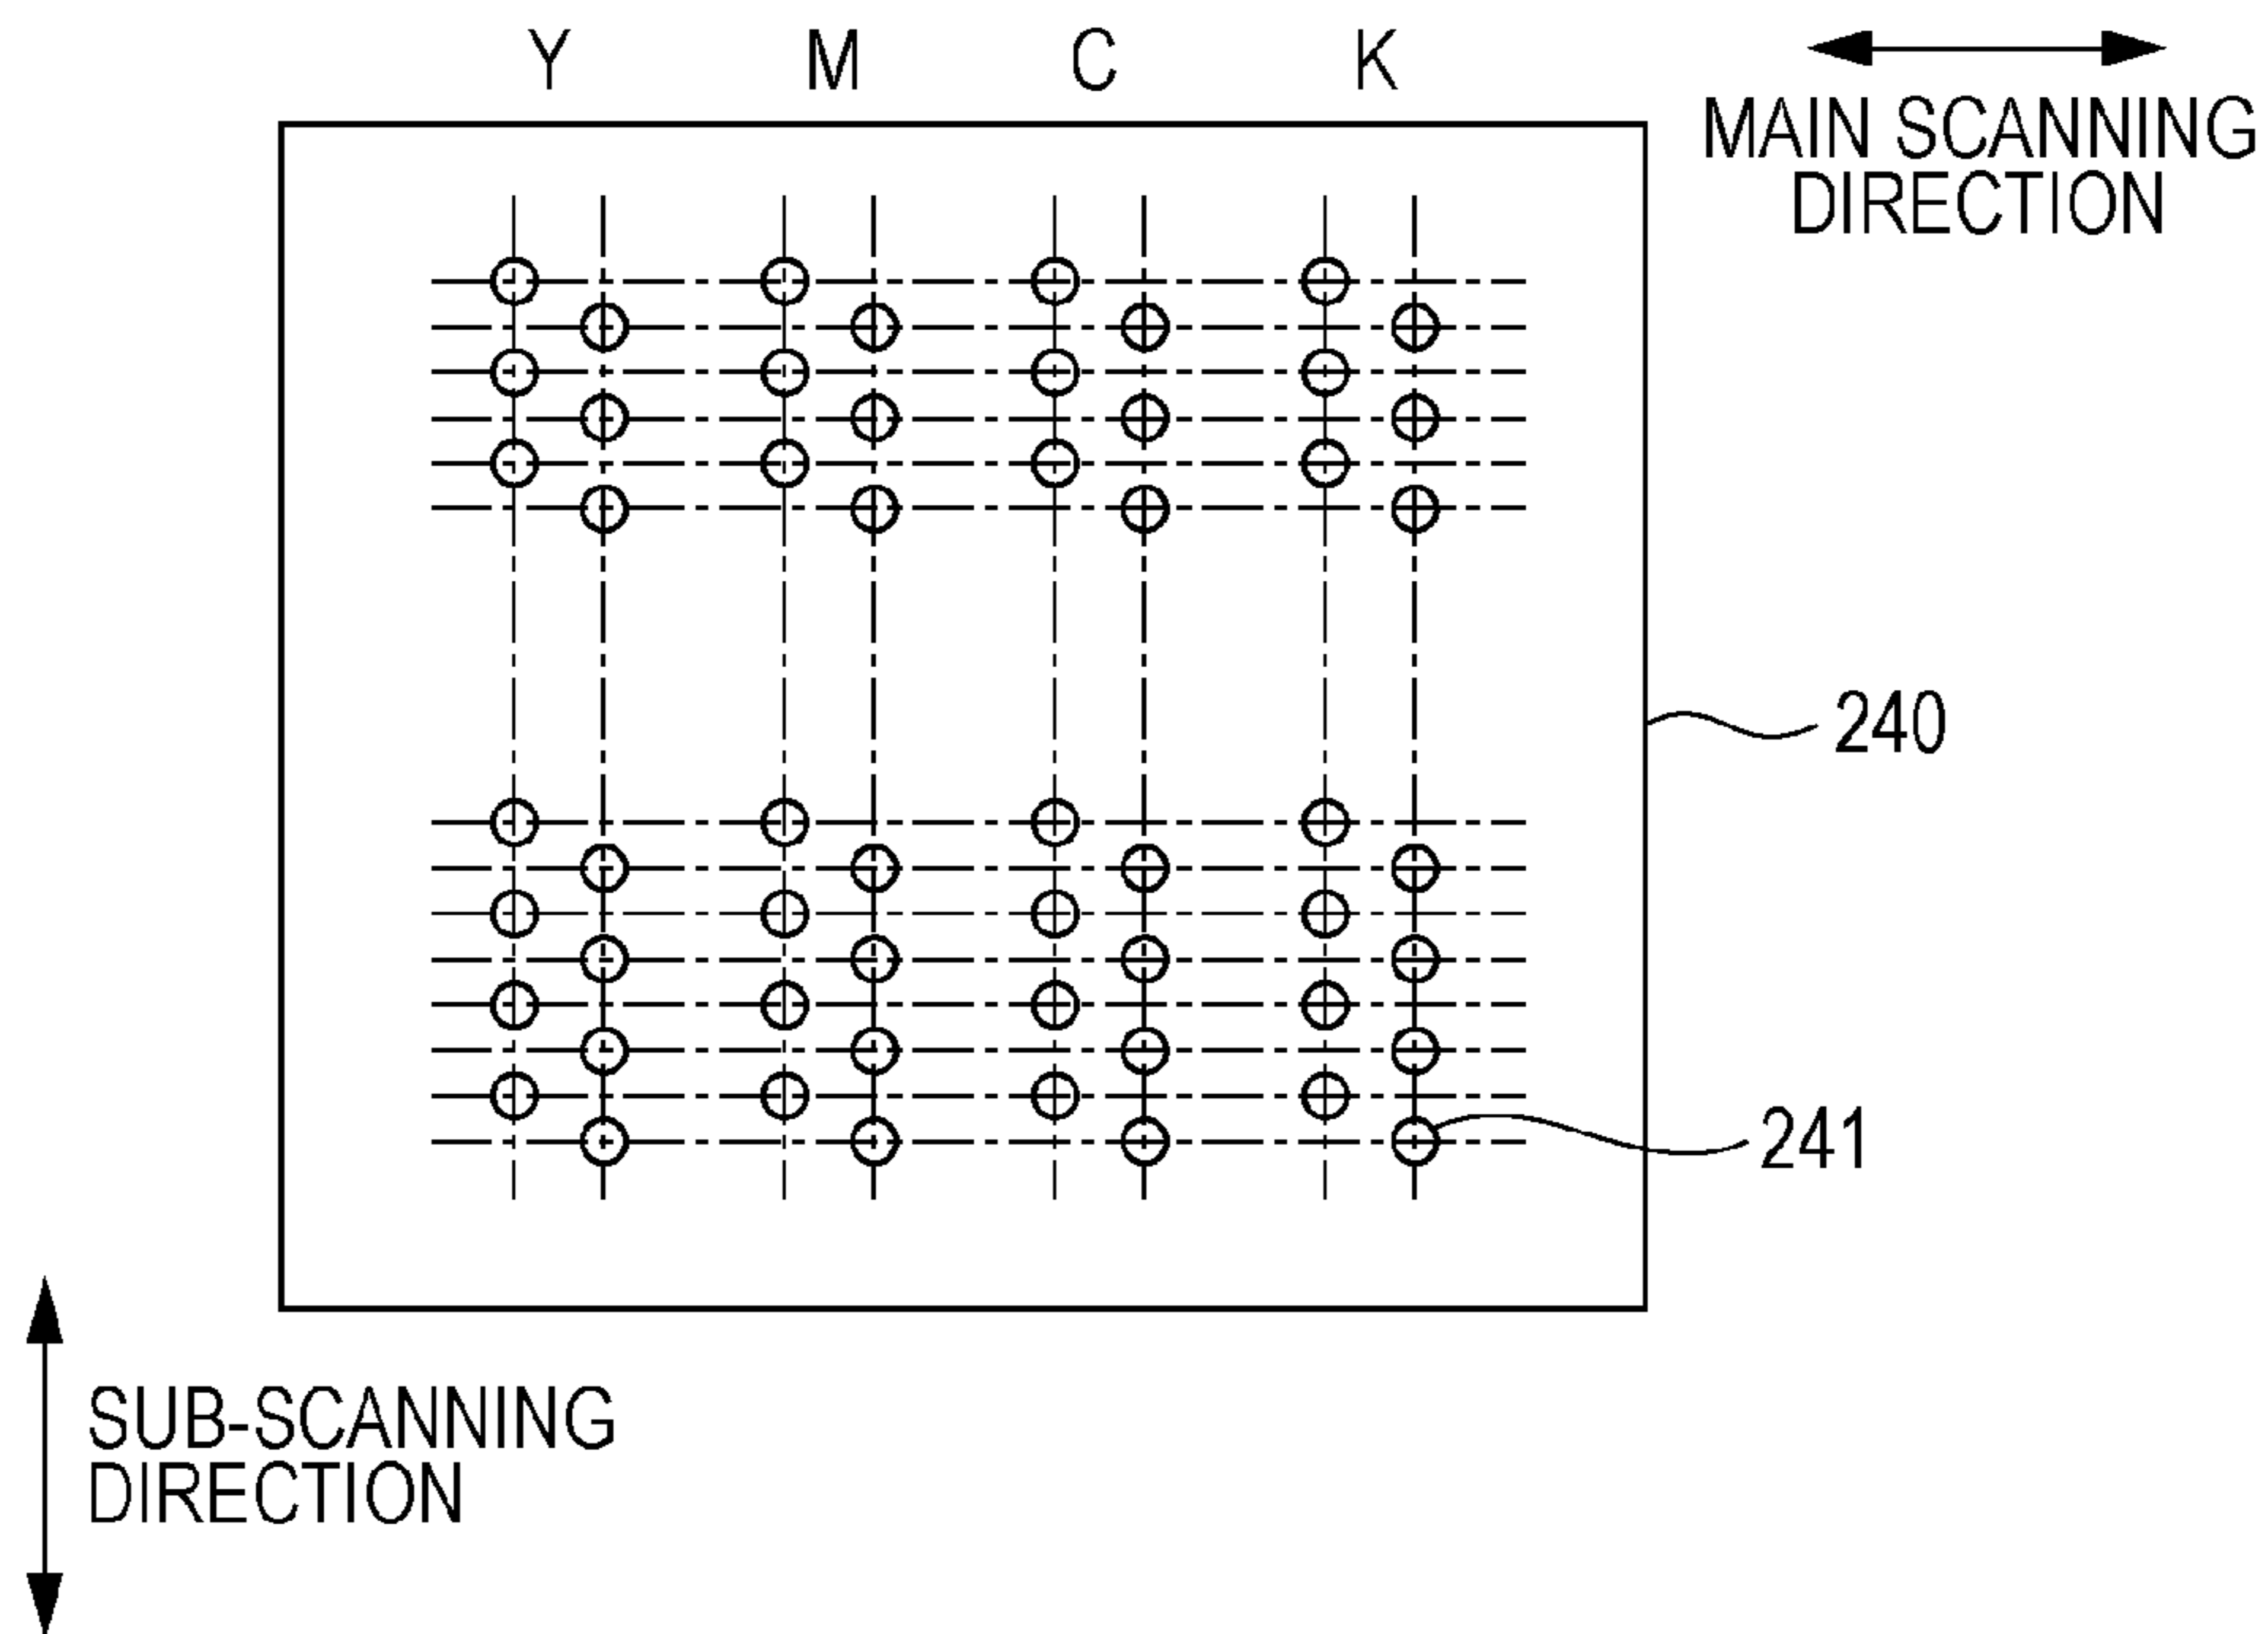 Y M C K
MAIN SCANNING
DIRECTION
240
241
SUB-SCANNING
DIRECTION